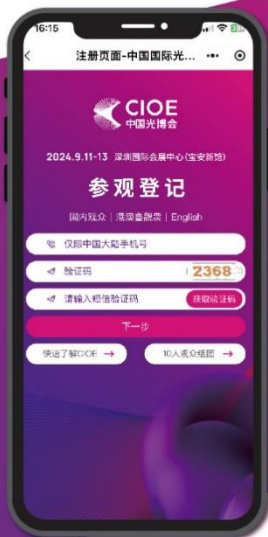 16:15
注册页面-中国国际光...
CIOE
中国光博会
2024.9.11-13 深圳国际会展中心(宝安新馆)
参观登记
国内观众 | 港澳臺觀眾 | English
仅限中国大陆手机号
验证码 2368
请输入短信验证码 获取验证码
下一步
快速了解CIOE → 10人观众组团 →